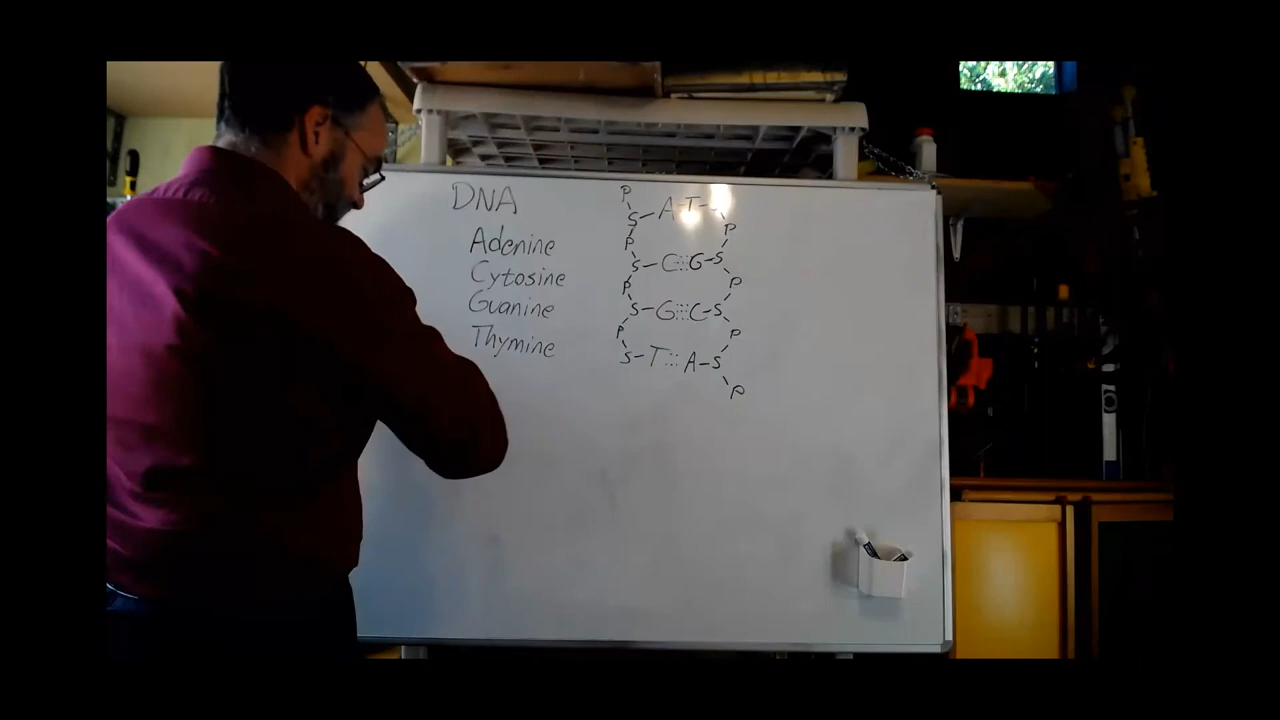 DNA
Adenine
Cytosine
Guanine
Thymine
P
S-A-T-
P P
S-C:::G-S
P P
S-G:::C-S
P P
S-T:::A-S
P